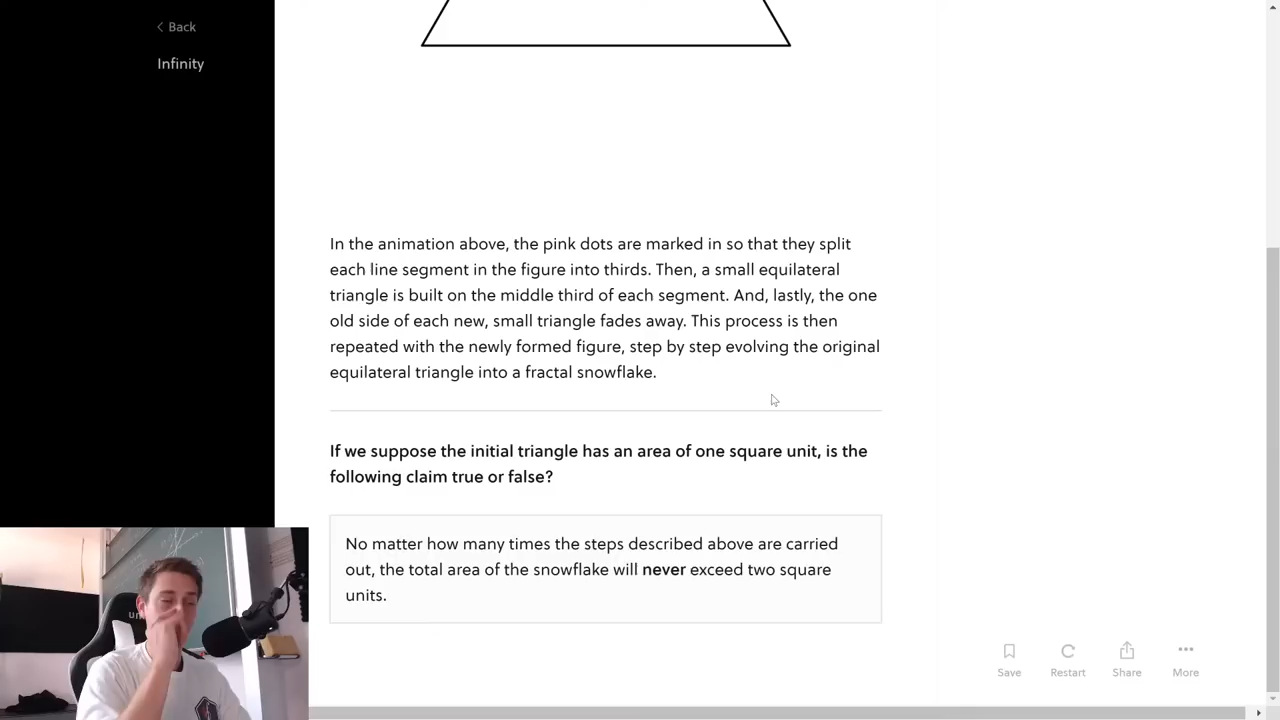 Back
Infinity
In the animation above, the pink dots are marked in so that they split
each line segment in the figure into thirds. Then, a small equilateral
triangle is built on the middle third of each segment. And, lastly, the one
old side of each new, small triangle fades away. This process is then
repeated with the newly formed figure, step by step evolving the original
equilateral triangle into a fractal snowflake.
If we suppose the initial triangle has an area of one square unit, is the
following claim true or false?
No matter how many times the steps described above are carried
out, the total area of the snowflake will never exceed two square
units.
Save
Restart
Share
More